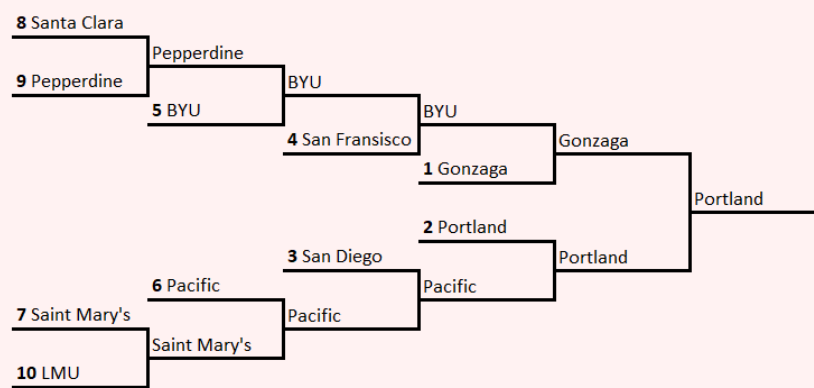 8 Santa Clara
Pepperdine
9 Pepperdine
BYU
5 BYU
BYU
4 San Fransisco
Gonzaga
1 Gonzaga
Portland
2 Portland
3 San Diego
Portland
6 Pacific
Pacific
7 Saint Mary's
Pacific
Saint Mary's
10 LMU